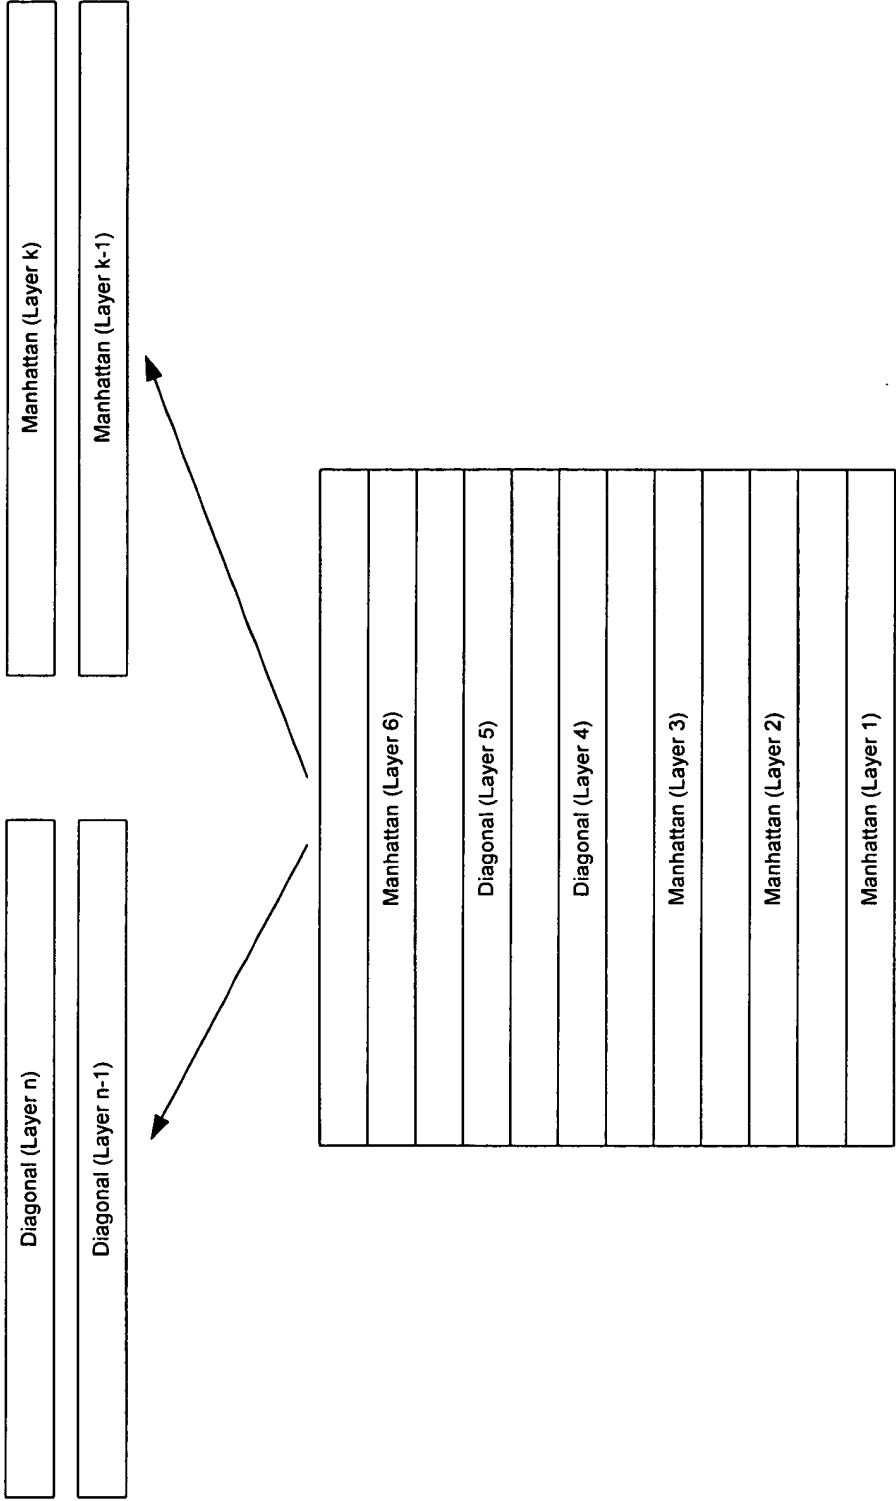 Diagonal (Layer n)
Manhattan (Layer k)
Diagonal (Layer n-1)
Manhattan (Layer k-1)
Manhattan (Layer 6)
Diagonal (Layer 5)
Diagonal (Layer 4)
Manhattan (Layer 3)
Manhattan (Layer 2)
Manhattan (Layer 1)